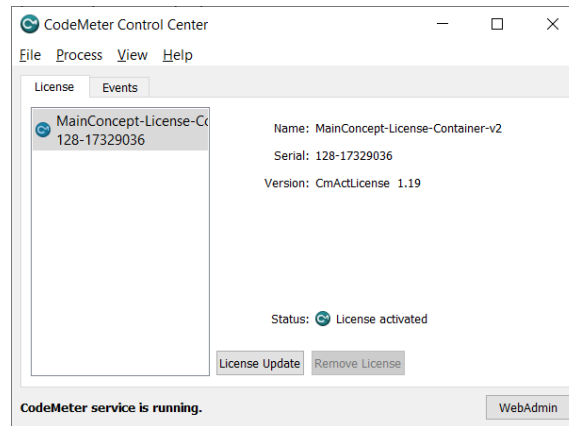 CodeMeter Control Center
File Process View Help
License Events
MainConcept-License-Cc
128-17329036
Name: MainConcept-License-Container-v2
Serial: 128-17329036
Version: CmActLicense 1.19
Status: License activated
License Update Remove License
CodeMeter service is running.
WebAdmin